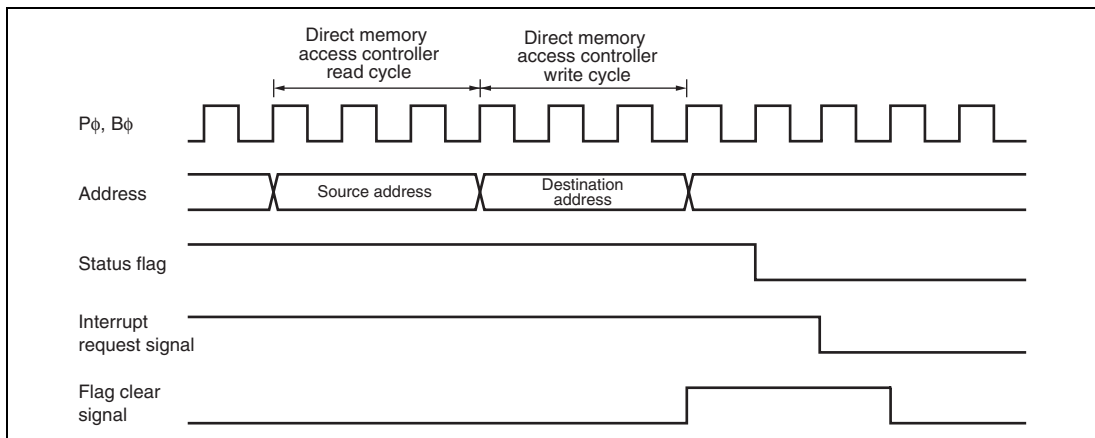 Direct memory
access controller
read cycle
Direct memory
access controller
write cycle
Pϕ, Bϕ
Address
Source address
Destination
address
Status flag
Interrupt
request signal
Flag clear
signal